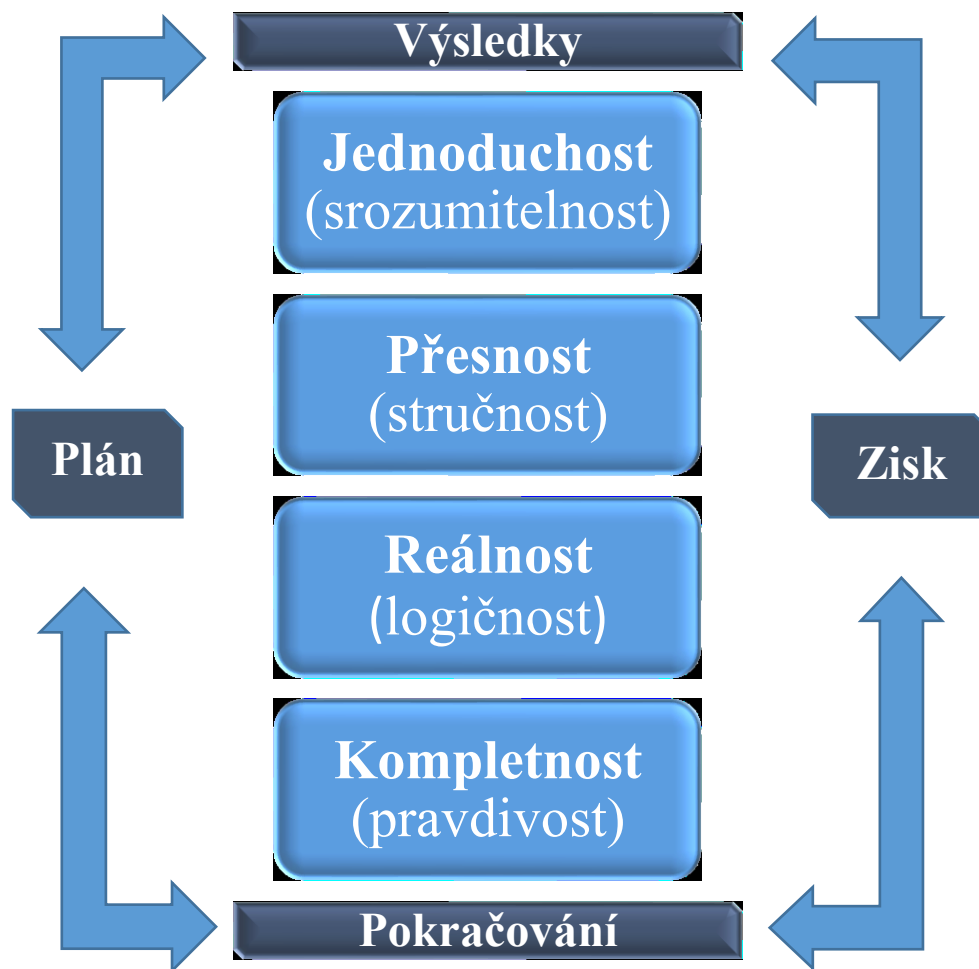 Výsledky
Jednoduchost
(srozumitelnost)
Přesnost
(stručnost)
Plán
Zisk
Reálnost
(logičnost)
Kompletnost
(pravdivost)
Pokračování